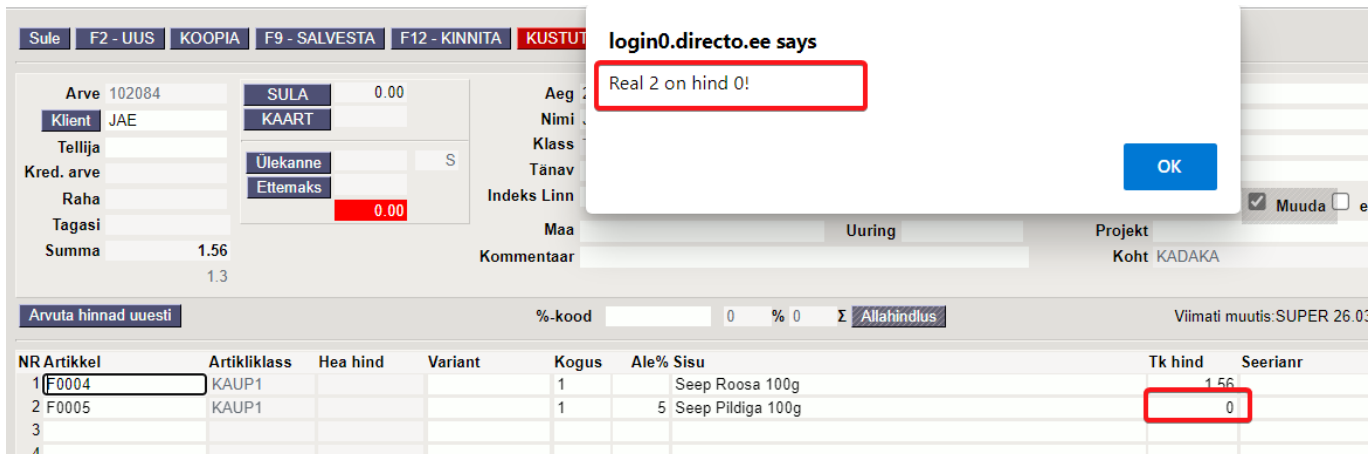 Sule F2 - UUS KOOPIA F9 - SALVESTA F12 - KINNITA KUSTUT
login0.directo.ee says
Real 2 on hind 0!
OK
Arve 102084 SULA 0.00 Aeg
Klient JAE KAART Nimi
Tellija Klass
Kred. arve Ülekanne S Tänav
Raha Ettemaks Indeks Linn
0.00 Muuda e
Tagasi Maa Uuring Projekt
Summa 1.56 Kommentaar Koht KADAKA
1.3
Arvuta hinnad uuesti %-kood 0 % 0 Σ Allahindlus Viimati muutis:SUPER 26.03
NR Artikkel Artikliklass Hea hind Variant Kogus Ale% Sisu Tk hind Seerianr
1 F0004 KAUP1 1 Seep Roosa 100g 1.56
2 F0005 KAUP1 1 5 Seep Pildiga 100g 0
3
4